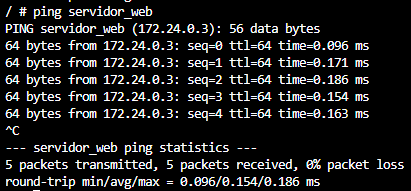 / # ping servidor_web
PING servidor_web (172.24.0.3): 56 data bytes
64 bytes from 172.24.0.3: seq=0 ttl=64 time=0.096 ms
64 bytes from 172.24.0.3: seq=1 ttl=64 time=0.171 ms
64 bytes from 172.24.0.3: seq=2 ttl=64 time=0.186 ms
64 bytes from 172.24.0.3: seq=3 ttl=64 time=0.154 ms
64 bytes from 172.24.0.3: seq=4 ttl=64 time=0.163 ms
^C
--- servidor_web ping statistics ---
5 packets transmitted, 5 packets received, 0% packet loss
round-trip min/avg/max = 0.096/0.154/0.186 ms